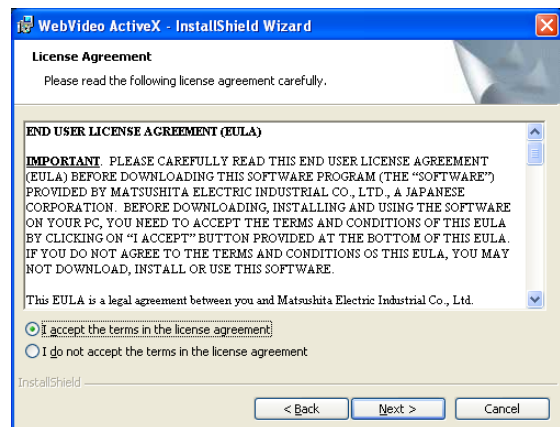 WebVideo ActiveX - InstallShield Wizard
License Agreement
Please read the following license agreement carefully.
END USER LICENSE AGREEMENT (EULA)
IMPORTANT. PLEASE CAREFULLY READ THIS END USER LICENSE AGREEMENT
(EULA) BEFORE DOWNLOADING THIS SOFTWARE PROGRAM (THE “SOFTWARE”)
PROVIDED BY MATSUSHITA ELECTRIC INDUSTRIAL CO., LTD., A JAPANESE
CORPORATION. BEFORE DOWNLOADING, INSTALLING AND USING THE SOFTWARE
ON YOUR PC, YOU NEED TO ACCEPT THE TERMS AND CONDITIONS OF THIS EULA
BY CLICKING ON “I ACCEPT” BUTTON PROVIDED AT THE BOTTOM OF THIS EULA.
IF YOU DO NOT AGREE TO THE TERMS AND CONDITIONS OS THIS EULA, YOU MAY
NOT DOWNLOAD, INSTALL OR USE THIS SOFTWARE.
This EULA is a legal agreement between you and Matsushita Electric Industrial Co., Ltd.
I accept the terms in the license agreement
I do not accept the terms in the license agreement
InstallShield
< Back Next > Cancel